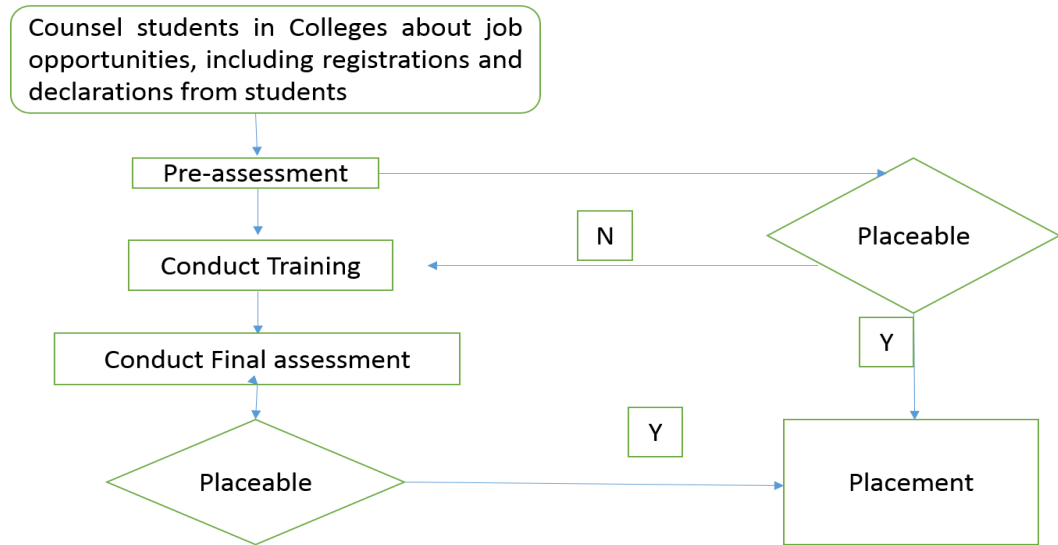 Counsel students in Colleges about job
opportunities, including registrations and
declarations from students
Pre-assessment
Placeable
N
Conduct Training
Y
Conduct Final assessment
Y
Placeable
Placement